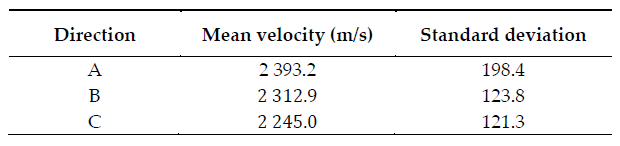 Direction Mean velocity (m/s) Standard deviation
A 2 393.2 198.4
B 2 312.9 123.8
C 2 245.0 121.3